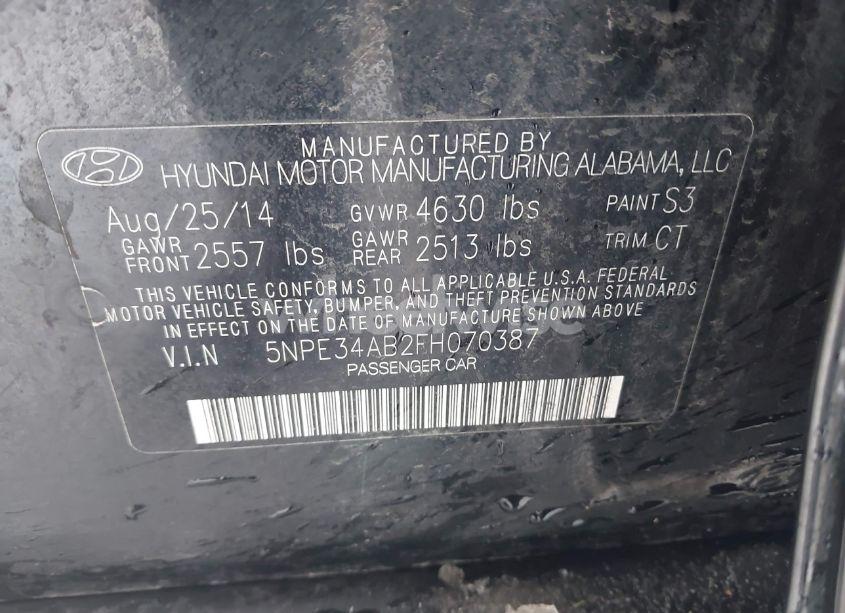 MANUFACTURED BY
HYUNDAI MOTOR MANUFACTURING ALABAMA, LLC
Aug/25/14 GVWR 4630 lbs PAINT S3
GAWR FRONT 2557 lbs GAWR REAR 2513 lbs TRIM CT
THIS VEHICLE CONFORMS TO ALL APPLICABLE U.S.A. FEDERAL
MOTOR VEHICLE SAFETY, BUMPER, AND THEFT PREVENTION STANDARDS
IN EFFECT ON THE DATE OF MANUFACTURE SHOWN ABOVE
V.I.N 5NPE34AB2FH070387
PASSENGER CAR